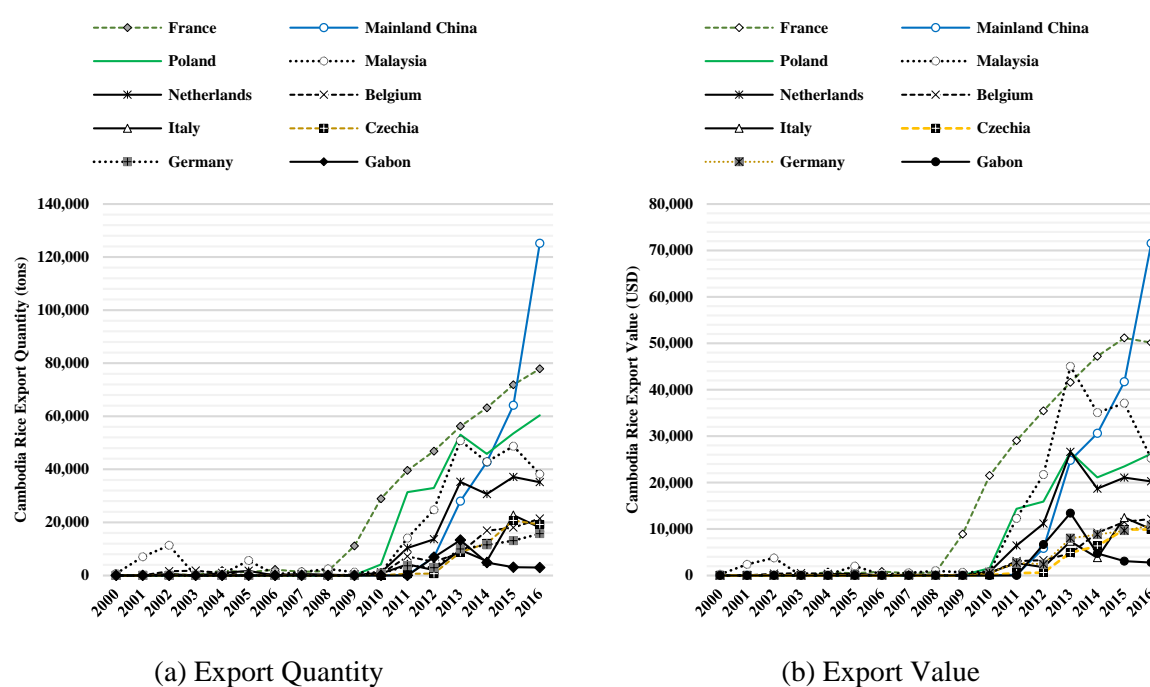 France Mainland China
Poland Malaysia
Netherlands Belgium
Italy Czechia
Germany Gabon
Cambodia Rice Export Quantity (tons)
140,000
120,000
100,000
80,000
60,000
40,000
20,000
0
2000 2001 2002 2003 2004 2005 2006 2007 2008 2009 2010 2011 2012 2013 2014 2015 2016
(a) Export Quantity
France Mainland China
Poland Malaysia
Netherlands Belgium
Italy Czechia
Germany Gabon
Cambodia Rice Export Value (USD)
80,000
70,000
60,000
50,000
40,000
30,000
20,000
10,000
0
2000 2001 2002 2003 2004 2005 2006 2007 2008 2009 2010 2011 2012 2013 2014 2015 2016
(b) Export Value